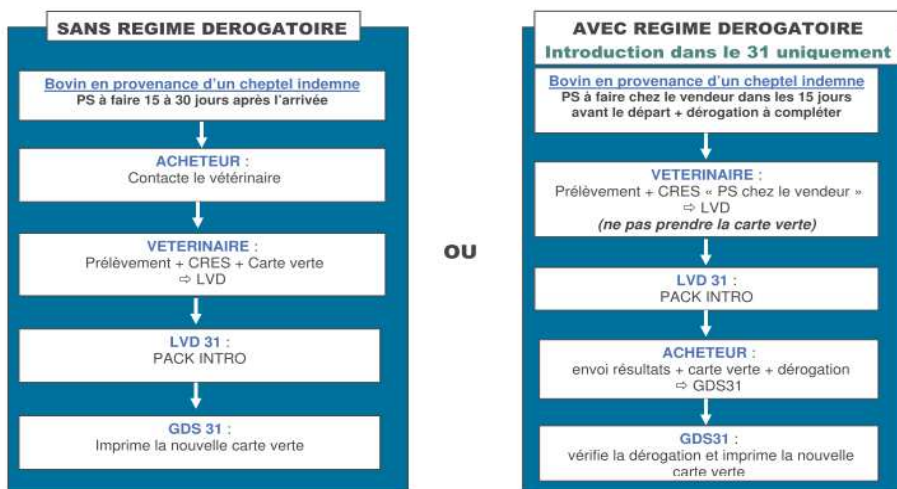 SANS REGIME DEROGATOIRE
Bovin en provenance d'un cheptel indemne
PS à faire 15 à 30 jours après l'arrivée
ACHETEUR :
Contacte le vétérinaire
VETERINAIRE :
Prélèvement + CRES + Carte verte
⇨ LVD
LVD 31 :
PACK INTRO
GDS 31 :
Imprime la nouvelle carte verte
OU
AVEC REGIME DEROGATOIRE
Introduction dans le 31 uniquement
Bovin en provenance d'un cheptel indemne
PS à faire chez le vendeur dans les 15 jours
avant le départ + dérogation à compléter
VETERINAIRE :
Prélèvement + CRES « PS chez le vendeur »
⇨ LVD
(ne pas prendre la carte verte)
LVD 31 :
PACK INTRO
ACHETEUR :
envoi résultats + carte verte + dérogation
⇨ GDS31
GDS31 :
vérifie la dérogation et imprime la nouvelle
carte verte